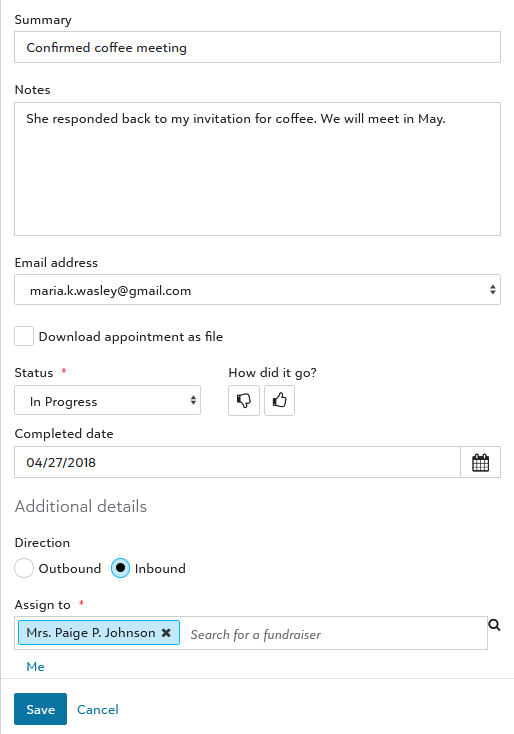 Summary
Confirmed coffee meeting
Notes
She responded back to my invitation for coffee. We will meet in May.
Email address
maria.k.wasley@gmail.com
Download appointment as file
Status * How did it go?
In Progress
Completed date
04/27/2018
Additional details
Direction
Outbound Inbound
Assign to *
Mrs. Paige P. Johnson ✖ Search for a fundraiser
Me
Save Cancel